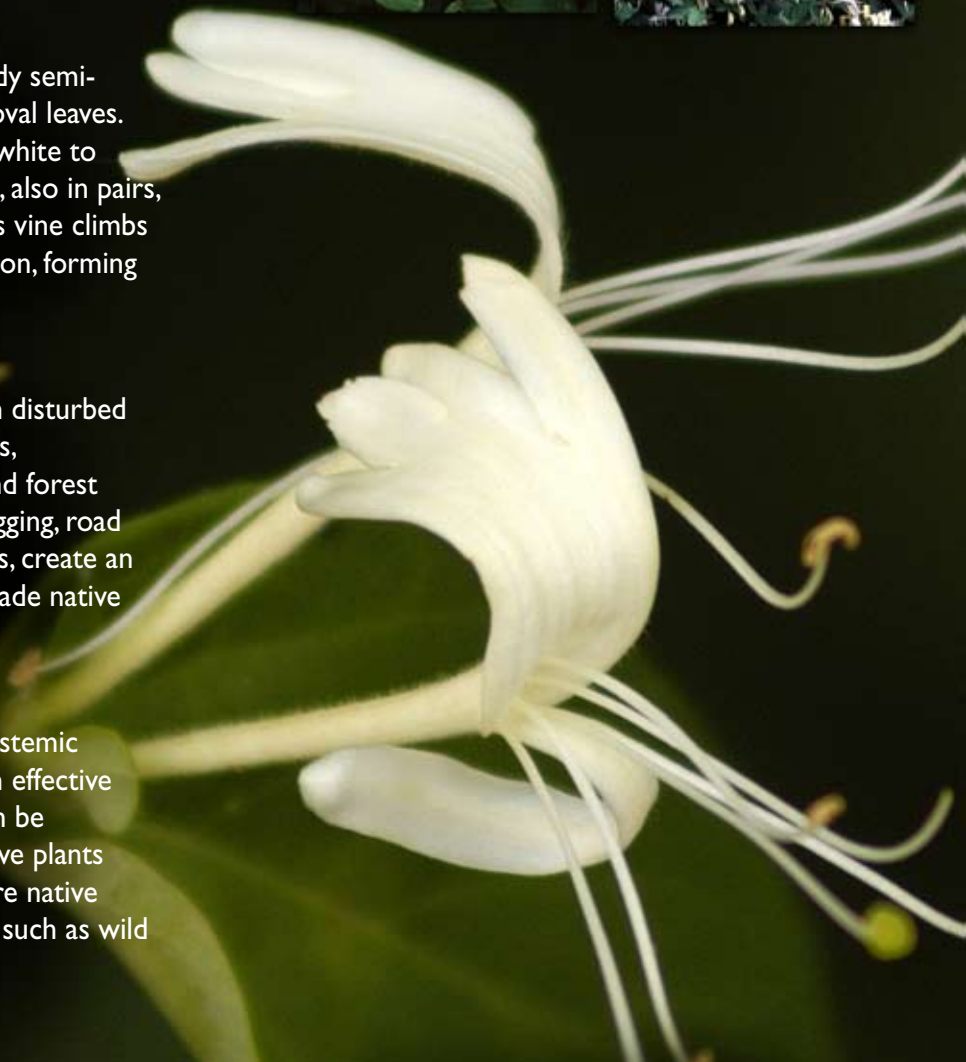 dy semi-
oval leaves.
white to
, also in pairs,
s vine climbs
on, forming
n disturbed
s,
nd forest
gging, road
s, create an
ade native
stemic
n effective
n be
ve plants
re native
such as wild